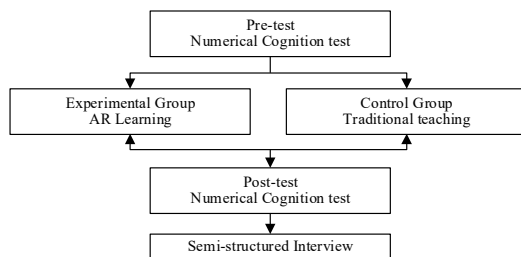 Pre-test
Numerical Cognition test
Experimental Group
AR Learning
Control Group
Traditional teaching
Post-test
Numerical Cognition test
Semi-structured Interview